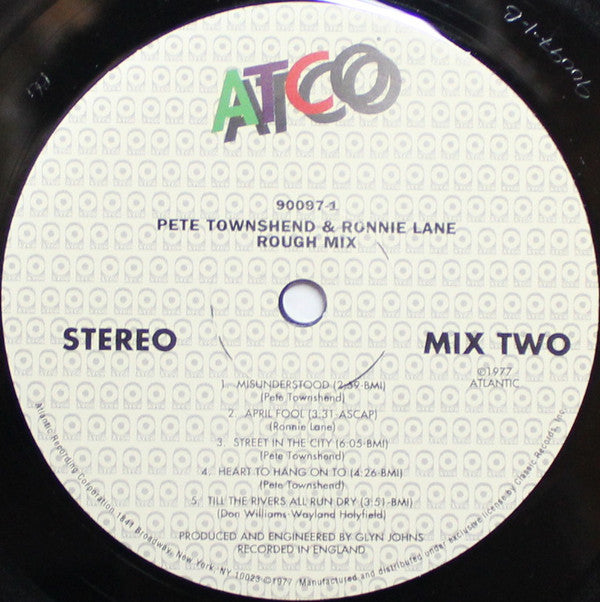 90097-1-B
ATCO
90097-1
PETE TOWNSHEND & RONNIE LANE
ROUGH MIX
STEREO
MIX TWO
©1977
ATLANTIC
1. MISUNDERSTOOD (2:59-BMI)
(Pete Townshend)
2. APRIL FOOL (3:31-ASCAP)
(Ronnie Lane)
3. STREET IN THE CITY (6:05-BMI)
(Pete Townshend)
4. HEART TO HANG ON TO (4:26-BMI)
(Pete Townshend)
5. TILL THE RIVERS ALL RUN DRY (3:51-BMI)
(Don Williams-Wayland Holyfield)
PRODUCED AND ENGINEERED BY GLYN JOHNS
RECORDED IN ENGLAND
Atlantic Recording Corporation, 1841 Broadway, New York, NY 10023 ©1977 Manufactured and distributed under exclusive license by Classic Records, Inc.